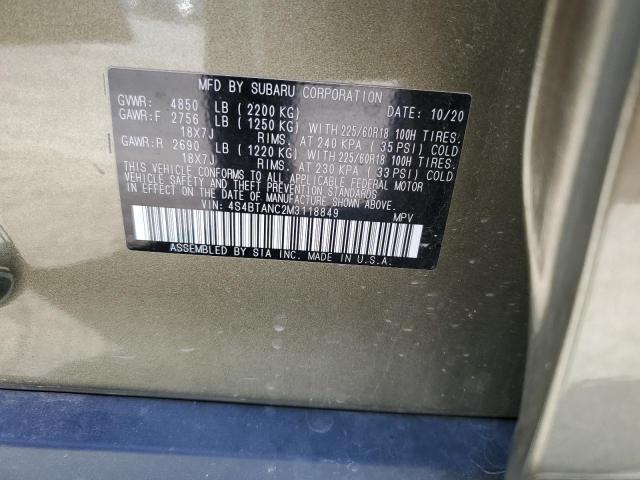 MFD BY SUBARU CORPORATION
GVWR: 4850 LB ( 2200 KG) DATE: 10/20
GAWR:F 2756 LB ( 1250 KG) WITH 225/60R18 100H TIRES.
18X7J RIMS. AT 240 KPA ( 35 PSI) COLD
GAWR:R 2690 LB ( 1220 KG) WITH 225/60R18 100H TIRES.
18X7J RIMS. AT 230 KPA ( 33 PSI) COLD
THIS VEHICLE CONFORMS TO ALL APPLICABLE FEDERAL MOTOR
VEHICLE SAFETY AND THEFT PREVENTION STANDARDS IN
EFFECT ON THE DATE OF MANUFACTURE SHOWN ABOVE.
VIN: 4S4BTANC2M3118849 MPV
ASSEMBLED BY SIA INC. MADE IN U.S.A.